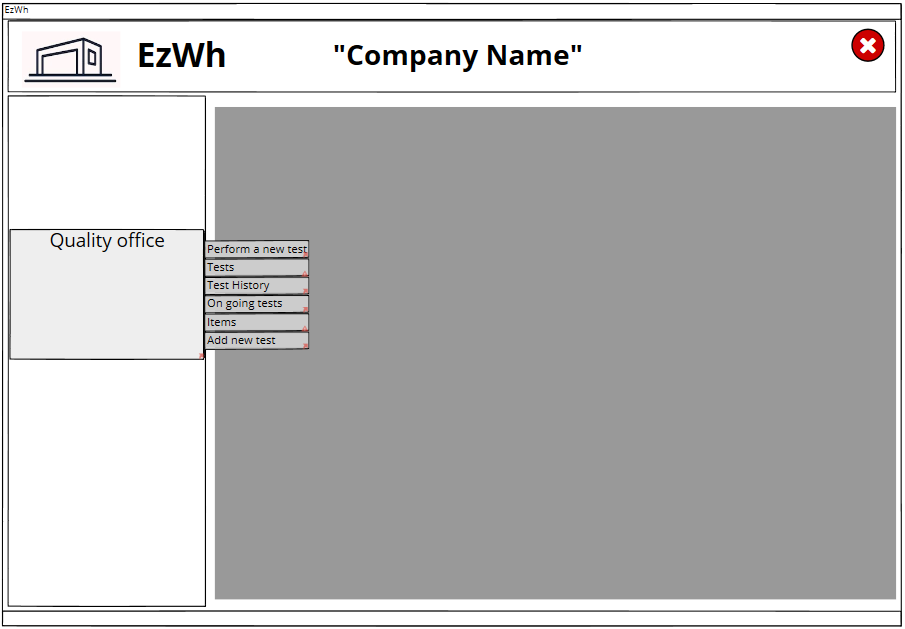 EzWh
EzWh
"Company Name"
Quality office
Perform a new test
Tests
Test History
On going tests
Items
Add new test